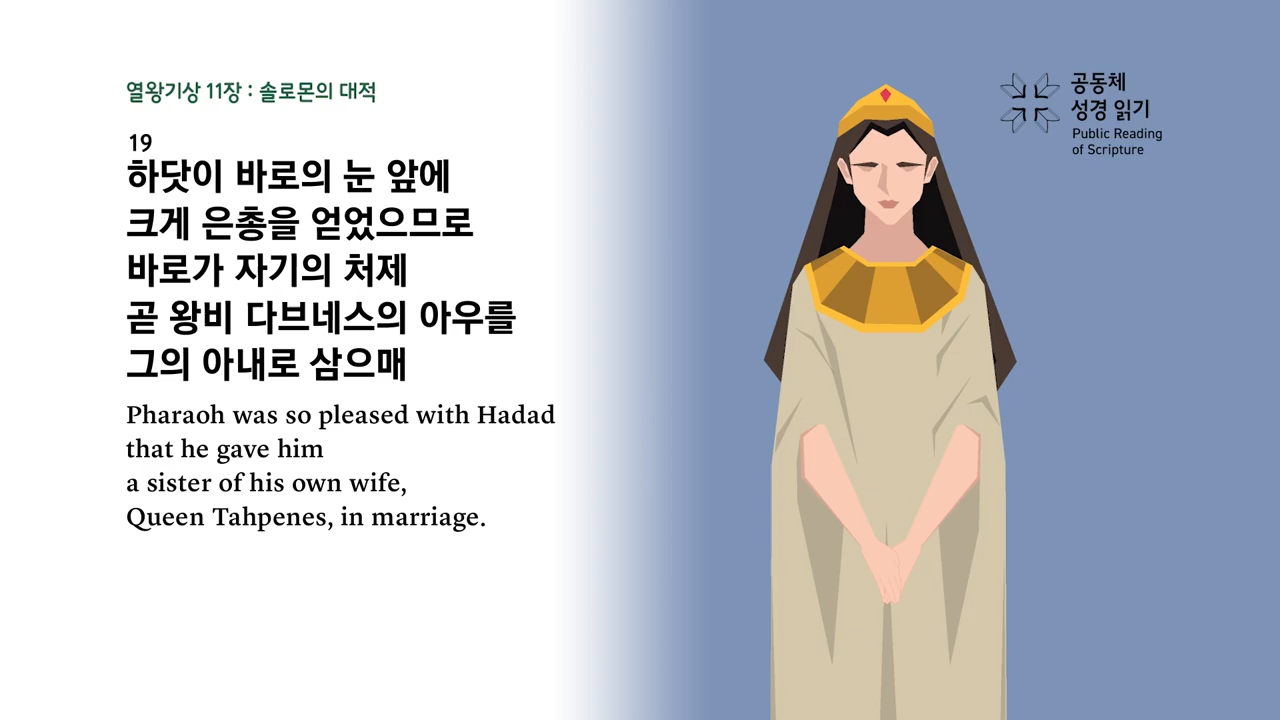 열왕기상 11장 : 솔로몬의 대적
19
하닷이 바로의 눈 앞에
크게 은총을 얻었으므로
바로가 자기의 처제
곧 왕비 다브네스의 아우를
그의 아내로 삼으매
Pharaoh was so pleased with Hadad
that he gave him
a sister of his own wife,
Queen Tahpenes, in marriage.
공동체
성경 읽기
Public Reading
of Scripture